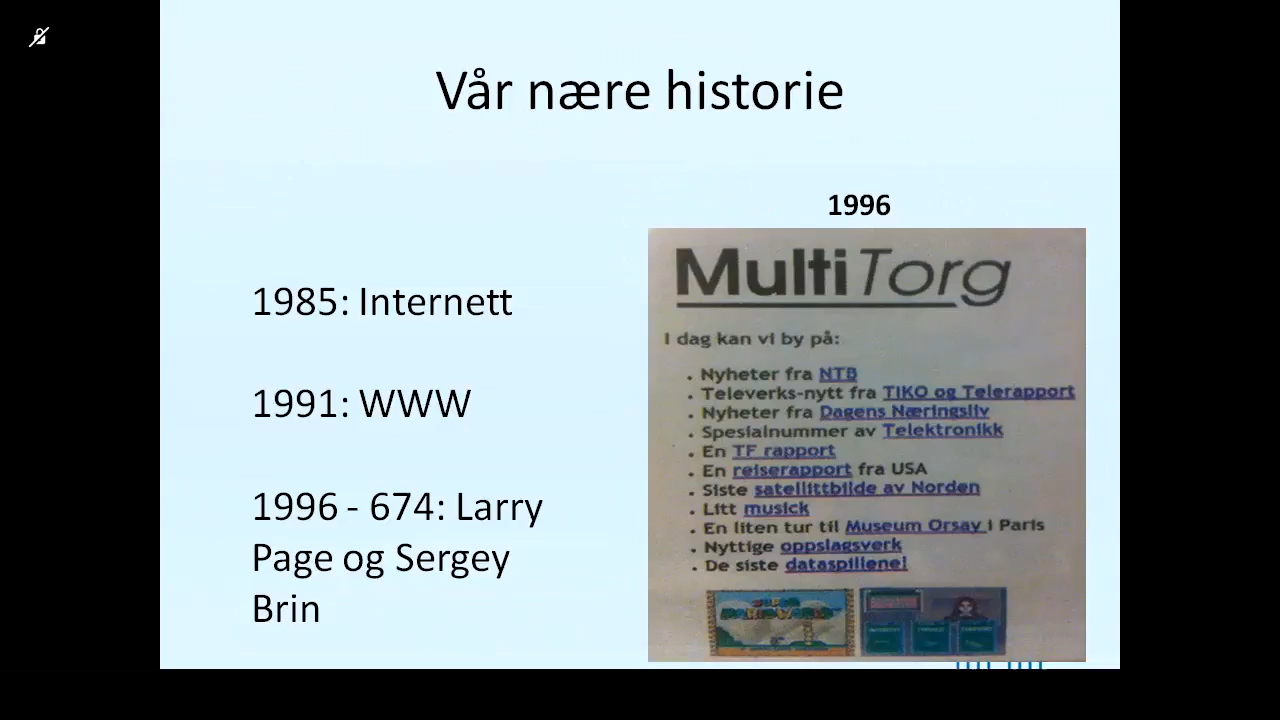 Vår nære historie
1985: Internett
1991: WWW
1996 - 674: Larry
Page og Sergey
Brin
1996
MultiTorg
I dag kan vi by på:
. Nyheter fra NTB
. Televerks-nytt fra TIKO og Telerapport
. Nyheter fra Dagens Næringsliv
. Spesialnummer av Telektronikk
. En TF rapport
. En reiserapport fra USA
. Siste satellittbilde av Norden
. Litt musick
. En liten tur til Museum Orsay i Paris
. Nyttige oppslagsverk
. De siste dataspillene!
SUPER
MARIO WORLD